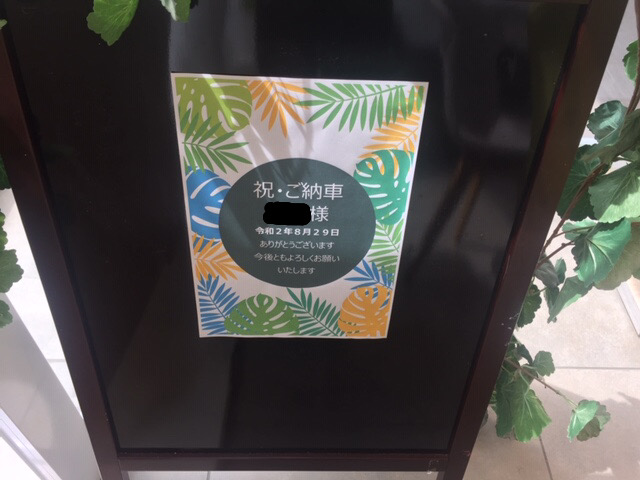 祝・ご納車
様
令和2年8月29日
ありがとうございます
今後ともよろしくお願い
いたします